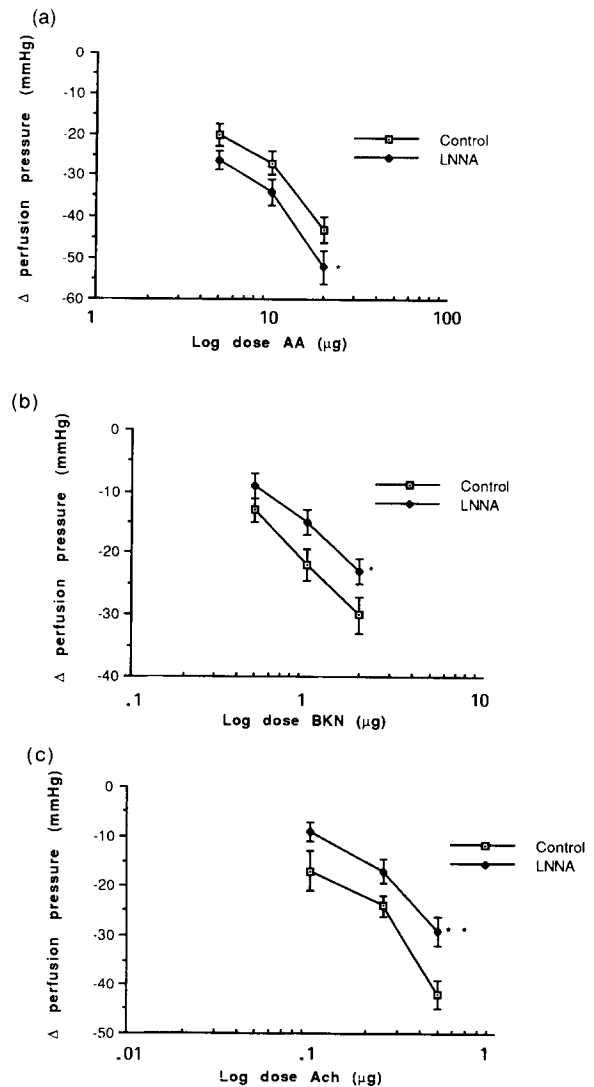 (a)
Δ perfusion pressure (mmHg)
0
-10
-20
-30
-40
-50
-60
Control
LNNA
*
1
10
100
Log dose AA (µg)
(b)
Δ perfusion pressure (mmHg)
0
-10
-20
-30
-40
Control
LNNA
*
.1
1
10
Log dose BKN (µg)
(c)
Δ perfusion pressure (mmHg)
0
-10
-20
-30
-40
-50
Control
LNNA
* *
.01
.1
1
Log dose Ach (µg)